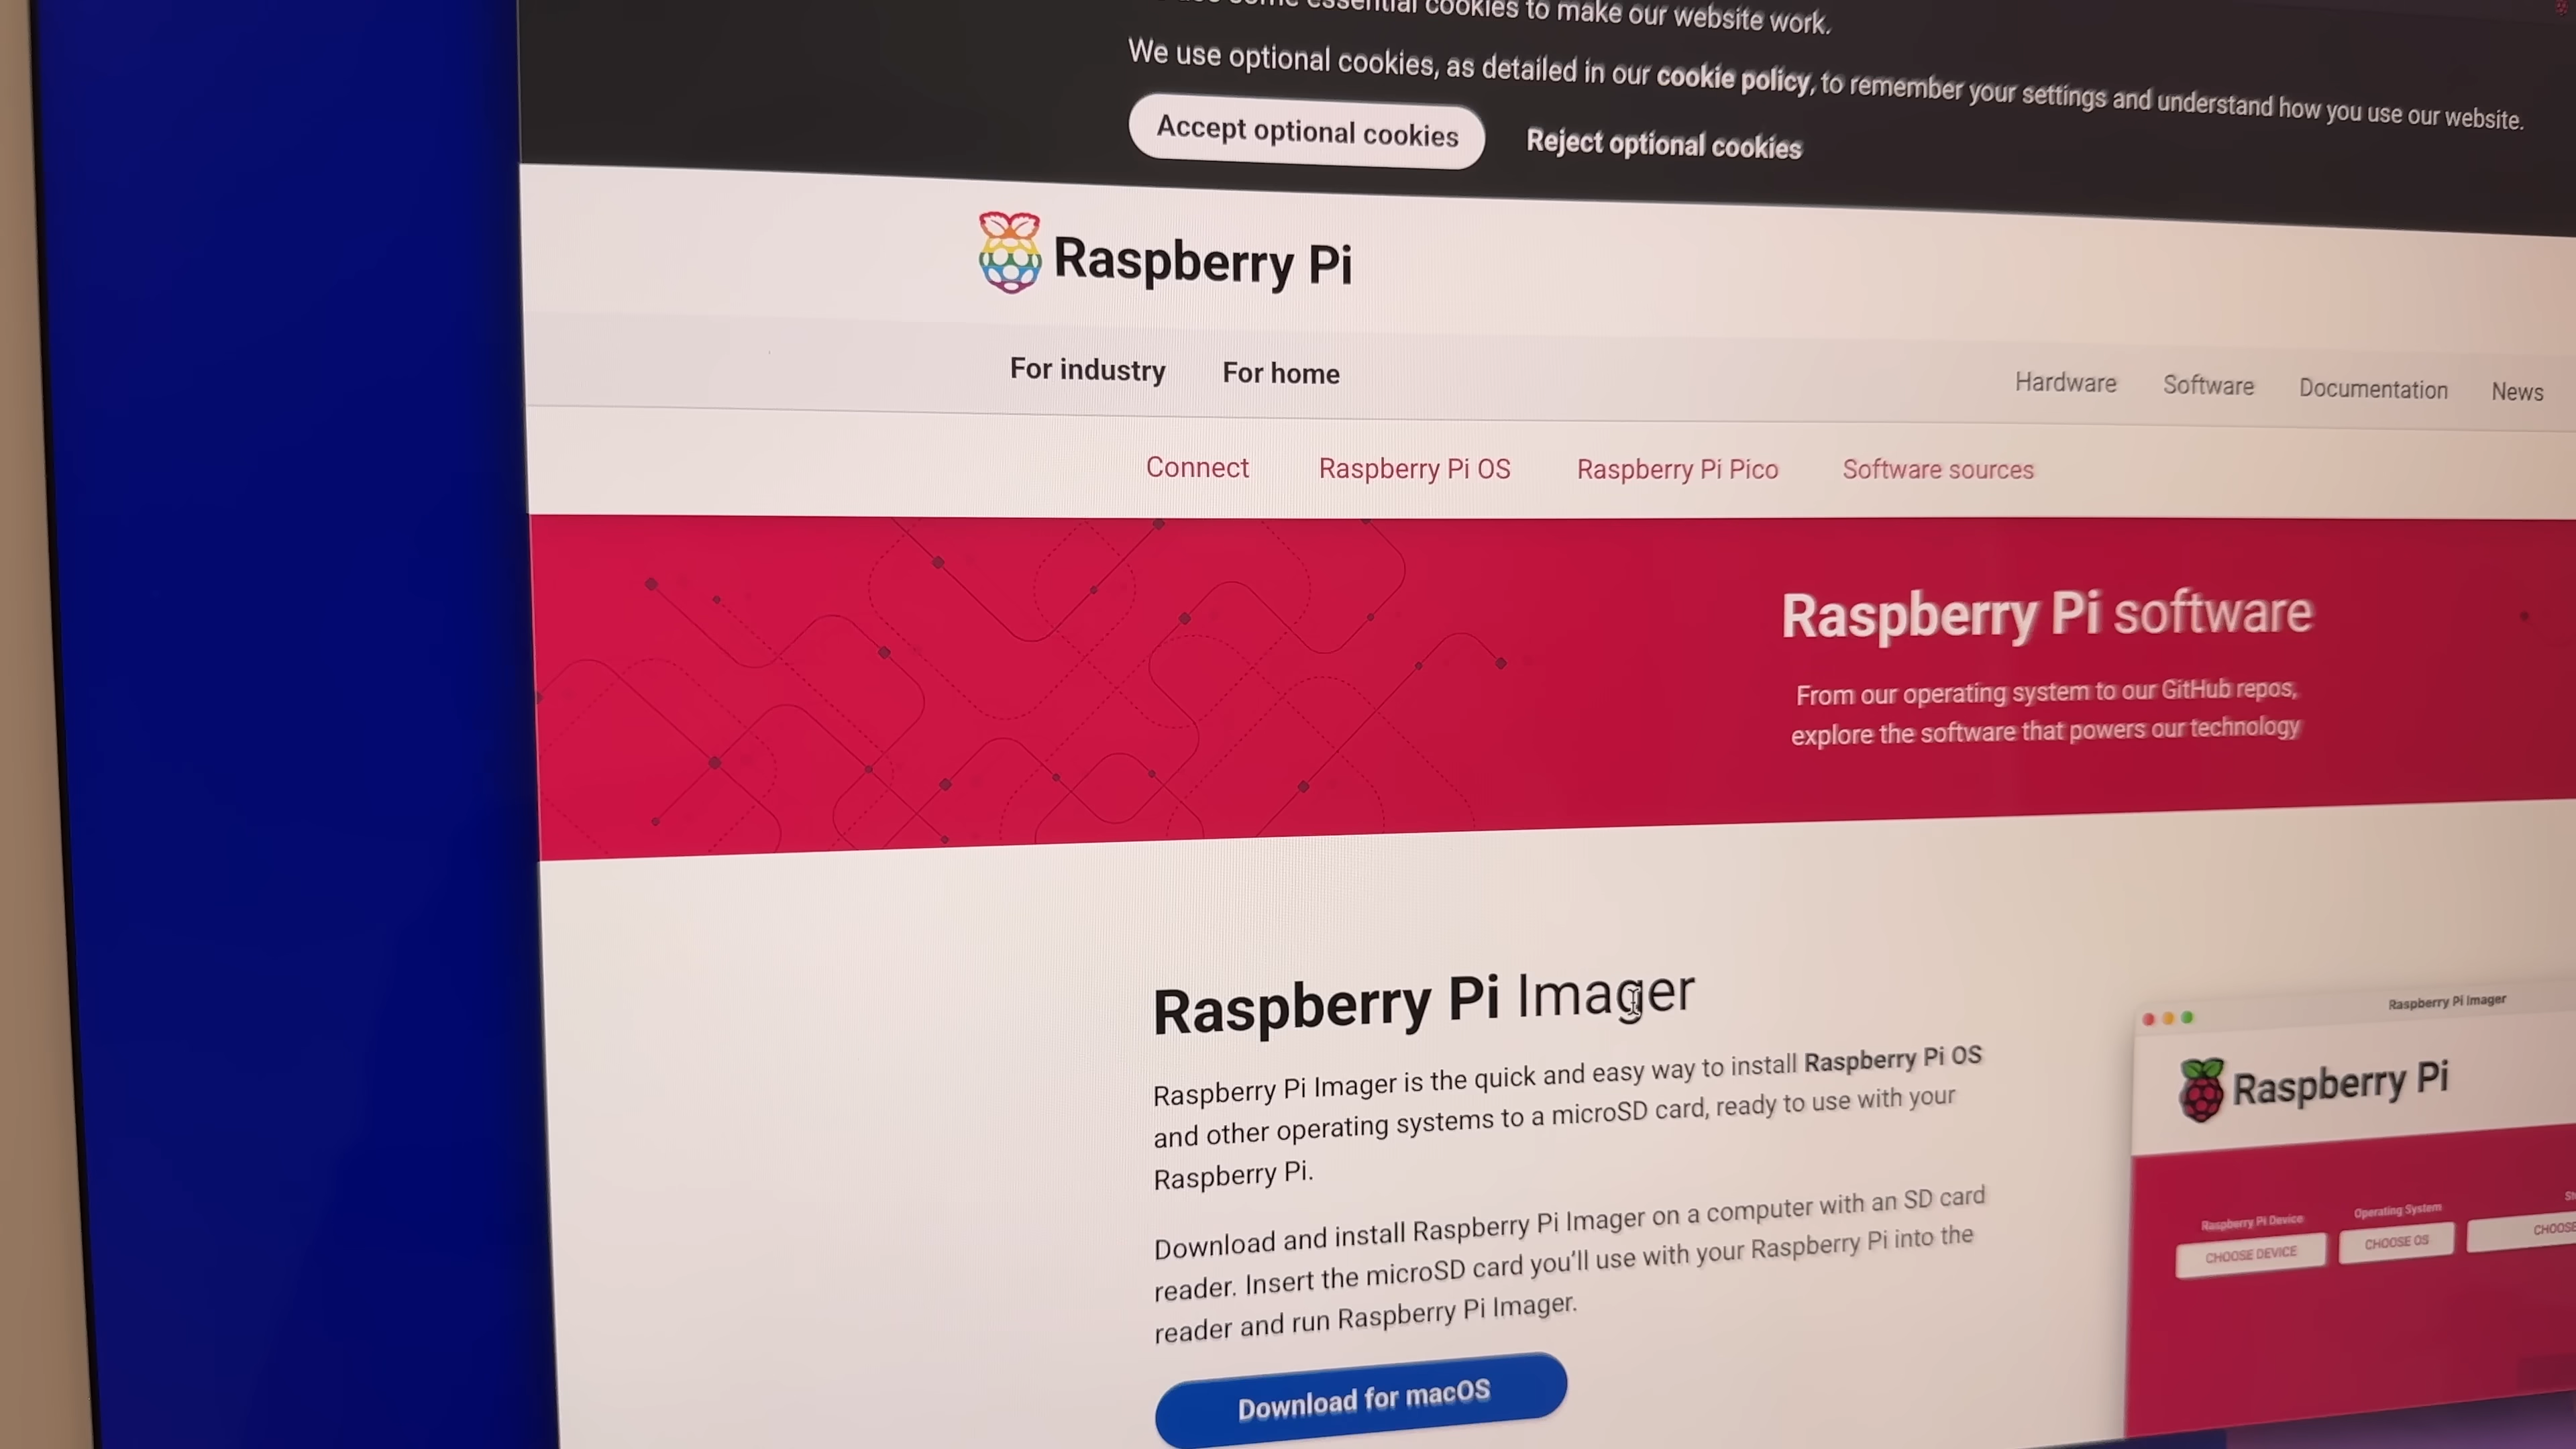 essential cookies to make our website work.
We use optional cookies, as detailed in our cookie policy, to remember your settings and understand how you use our website.
Accept optional cookies Reject optional cookies
Raspberry Pi
For industry For home Hardware Software Documentation News
Connect Raspberry Pi OS Raspberry Pi Pico Software sources
Raspberry Pi software
From our operating system to our GitHub repos,
explore the software that powers our technology
Raspberry Pi Imager
Raspberry Pi Imager is the quick and easy way to install Raspberry Pi OS
and other operating systems to a microSD card, ready to use with your
Raspberry Pi.
Download and install Raspberry Pi Imager on a computer with an SD card
reader. Insert the microSD card you'll use with your Raspberry Pi into the
reader and run Raspberry Pi Imager.
Download for macOS
Raspberry Pi Imager
Raspberry Pi
Raspberry Pi Device Operating System
CHOOSE DEVICE CHOOSE OS CHOOSE